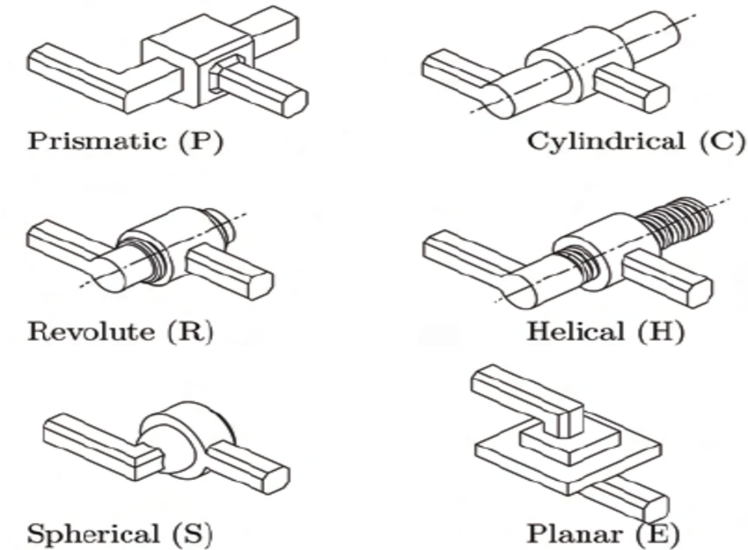 Prismatic (P)
Cylindrical (C)
Revolute (R)
Helical (H)
Spherical (S)
Planar (E)